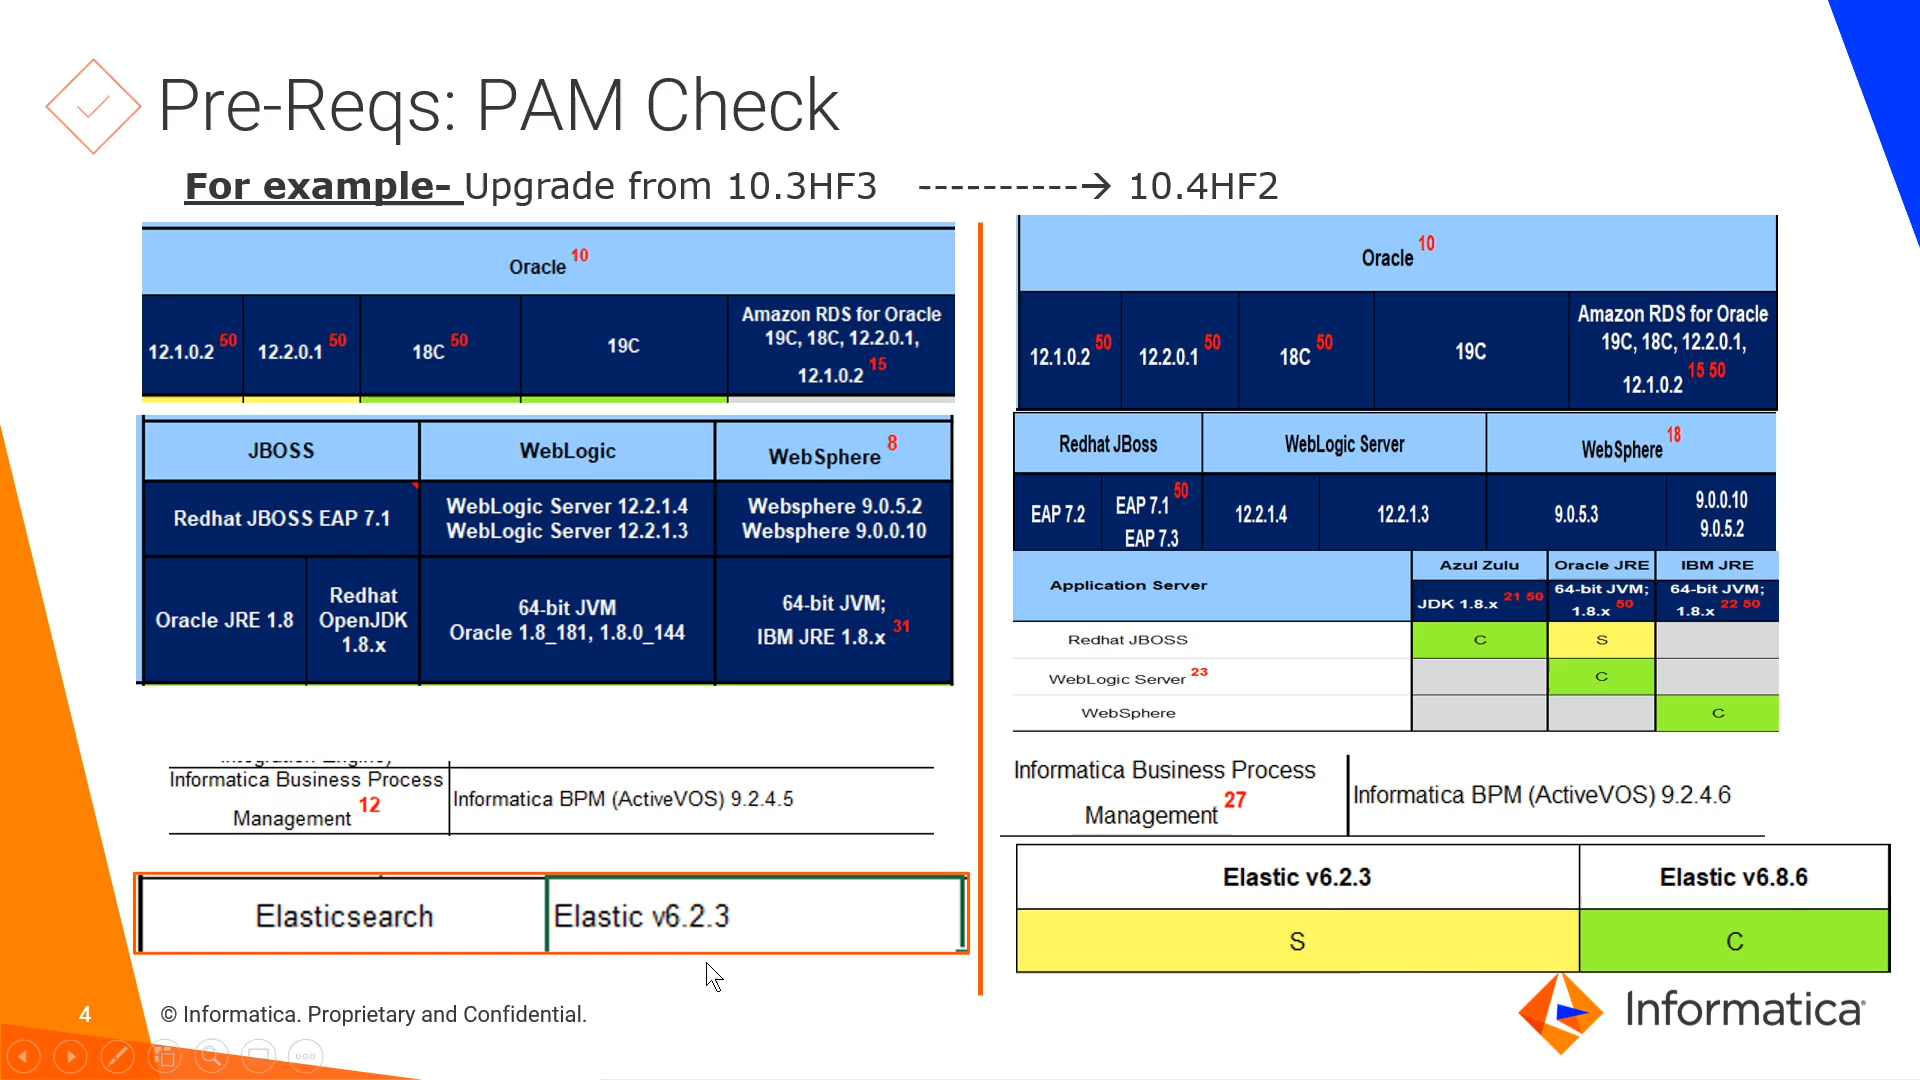 Pre-Reqs: PAM Check
For example- Upgrade from 10.3HF3 -----------→ 10.4HF2
Oracle 10
12.1.0.2 50
12.2.0.1 50
18C 50
19C
Amazon RDS for Oracle
19C, 18C, 12.2.0.1,
12.1.0.2 15
JBOSS
WebLogic
WebSphere 8
Redhat JBOSS EAP 7.1
WebLogic Server 12.2.1.4
WebLogic Server 12.2.1.3
Websphere 9.0.5.2
Websphere 9.0.0.10
Oracle JRE 1.8
Redhat
OpenJDK
1.8.x
64-bit JVM
Oracle 1.8_181, 1.8.0_144
64-bit JVM;
IBM JRE 1.8.x 31
Integration Engine)
Informatica Business Process
Management 12
Informatica BPM (ActiveVOS) 9.2.4.5
Elasticsearch
Elastic v6.2.3
Oracle 10
12.1.0.2 50
12.2.0.1 50
18C 50
19C
Amazon RDS for Oracle
19C, 18C, 12.2.0.1,
12.1.0.2 15 50
Redhat JBoss
WebLogic Server
WebSphere 18
EAP 7.2
EAP 7.1 50
EAP 7.3
12.2.1.4
12.2.1.3
9.0.5.3
9.0.0.10
9.0.5.2
Application Server
Azul Zulu
Oracle JRE
IBM JRE
JDK 1.8.x 21 50
64-bit JVM;
1.8.x 50
64-bit JVM;
1.8.x 22 50
Redhat JBOSS
C
S
WebLogic Server 23
C
WebSphere
C
Informatica Business Process
Management 27
Informatica BPM (ActiveVOS) 9.2.4.6
Elastic v6.2.3
Elastic v6.8.6
S
C
4
© Informatica. Proprietary and Confidential.
Informatica